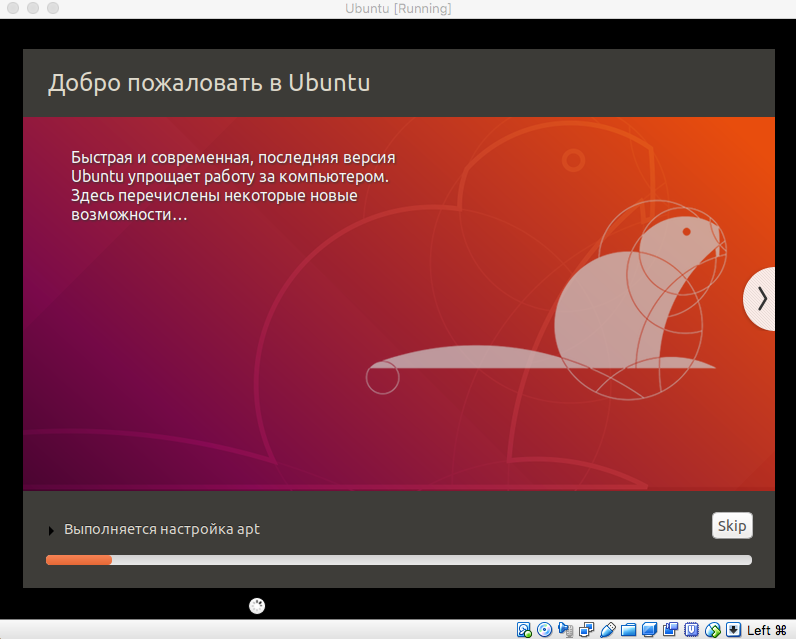 Ubuntu [Running]
Добро пожаловать в Ubuntu
Быстрая и современная, последняя версия
Ubuntu упрощает работу за компьютером.
Здесь перечислены некоторые новые
возможности…
Выполняется настройка apt
Skip
Left ⌘